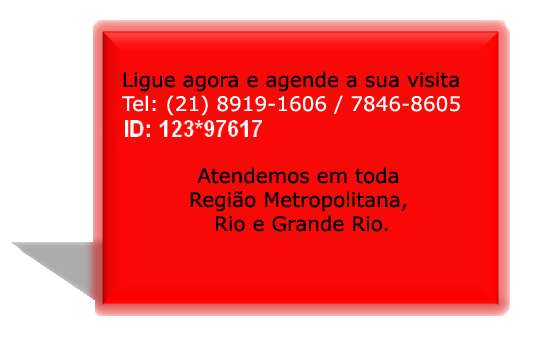 Ligue agora e agende a sua visita
Tel: (21) 8919-1606 / 7846-8605
ID: 123*97617
Atendemos em toda
Região Metropolitana,
Rio e Grande Rio.